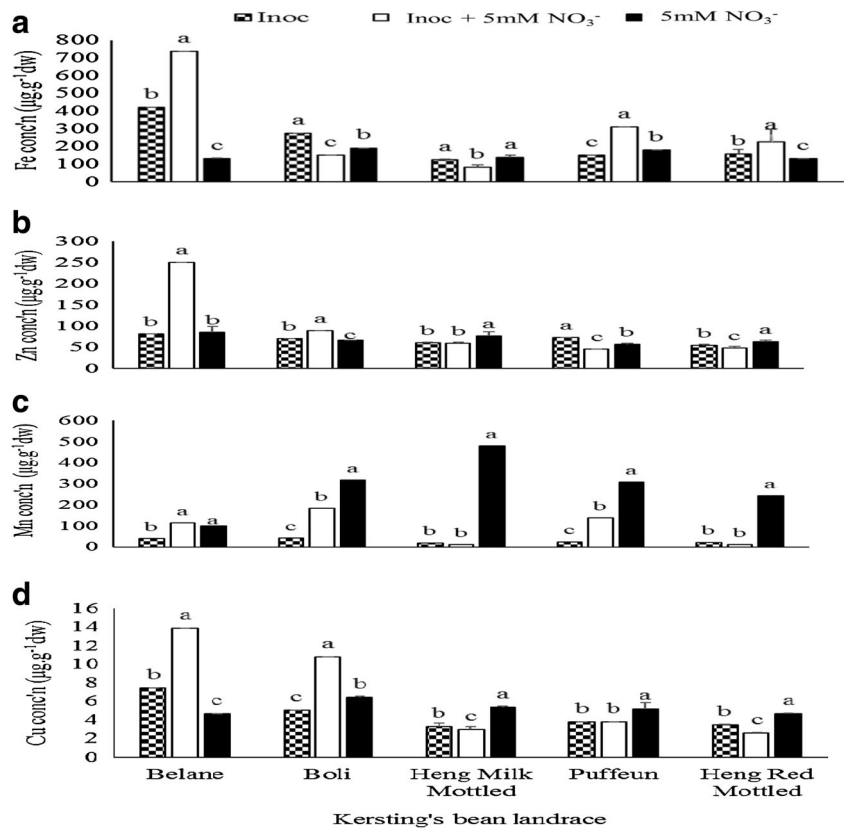 a
Inoc Inoc + 5mM NO₃⁻ 5mM NO₃⁻
Fe conc'n (µg.g⁻¹dw)
800
700
600
500
400
300
200
100
0
b a c a c b a b a c a b b a c
b
Zn conc'n (µg.g⁻¹dw)
300
250
200
150
100
50
0
b a b b a c b b a a c b b c a
c
Mn conc'n (µg.g⁻¹dw)
600
500
400
300
200
100
0
b a a c b a b b a c b a b b a
d
Cu conc'n (µg.g⁻¹dw)
16
14
12
10
8
6
4
2
0
b a c c a b b c a b b a b c a
Belane Boli Heng Milk Puffeun Heng Red
Mottled Mottled
Kersting's bean landrace